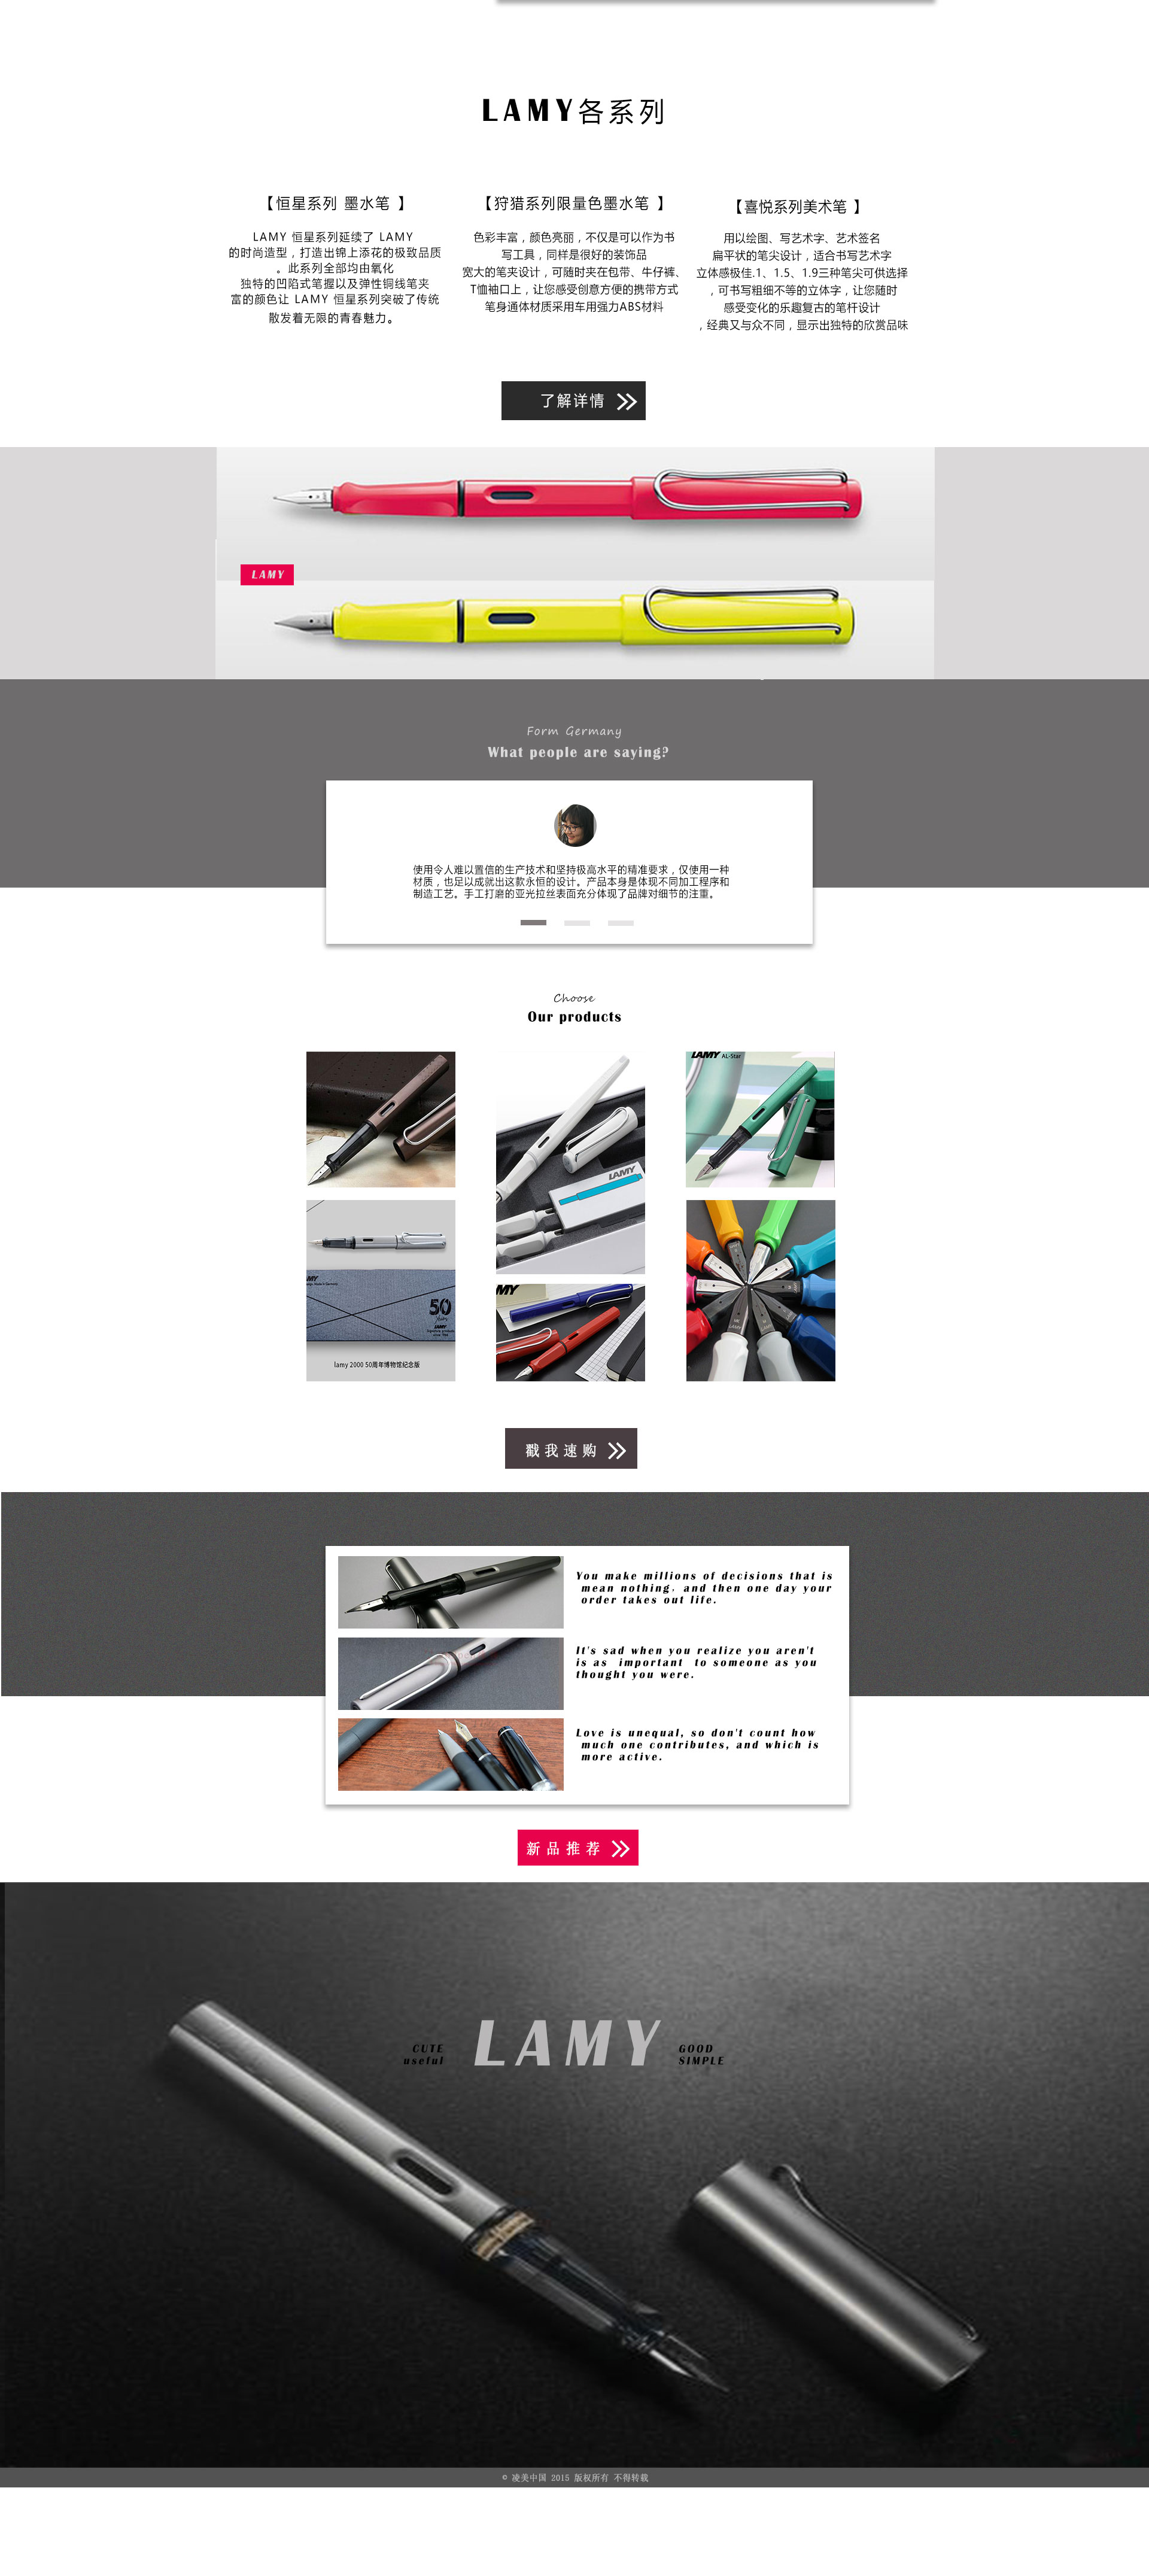 LAMY各系列
【恒星系列 墨水笔 】
LAMY 恒星系列延续了 LAMY
的时尚造型，打造出锦上添花的极致品质
。此系列全部均由氧化
独特的凹陷式笔握以及弹性铜线笔夹
富的颜色让 LAMY 恒星系列突破了传统
散发着无限的青春魅力。
【狩猎系列限量色墨水笔 】
色彩丰富，颜色亮丽，不仅是可以作为书
写工具，同样是很好的装饰品
宽大的笔夹设计，可随时夹在包带、牛仔裤、
T恤袖口上，让您感受创意方便的携带方式
笔身通体材质采用车用强力ABS材料
【喜悦系列美术笔 】
用以绘图、写艺术字、艺术签名
扁平状的笔尖设计，适合书写艺术字
立体感极佳.1、1.5、1.9三种笔尖可供选择
，可书写粗细不等的立体字，让您随时
感受变化的乐趣复古的笔杆设计
，经典又与众不同，显示出独特的欣赏品味
了解详情
LAMY
Form Germany
What people are saying?
使用令人难以置信的生产技术和坚持极高水平的精准要求，仅使用一种
材质，也足以成就出这款永恒的设计。产品本身是体现不同加工程序和
制造工艺。手工打磨的亚光拉丝表面充分体现了品牌对细节的注重。
Choose
Our products
LAMY
LAMY AL-Star
MY
50
Years
LAMY
lamy 2000 50周年博物馆纪念版
MY
戳我速购
You make millions of decisions that is
mean nothing, and then one day your
order takes out life.
It's sad when you realize you aren't
is as important to someone as you
thought you were.
Love is unequal, so don't count how
much one contributes, and which is
more active.
新品推荐
CUTE
useful
LAMY
GOOD
SIMPLE
© 凌美中国 2015 版权所有 不得转载